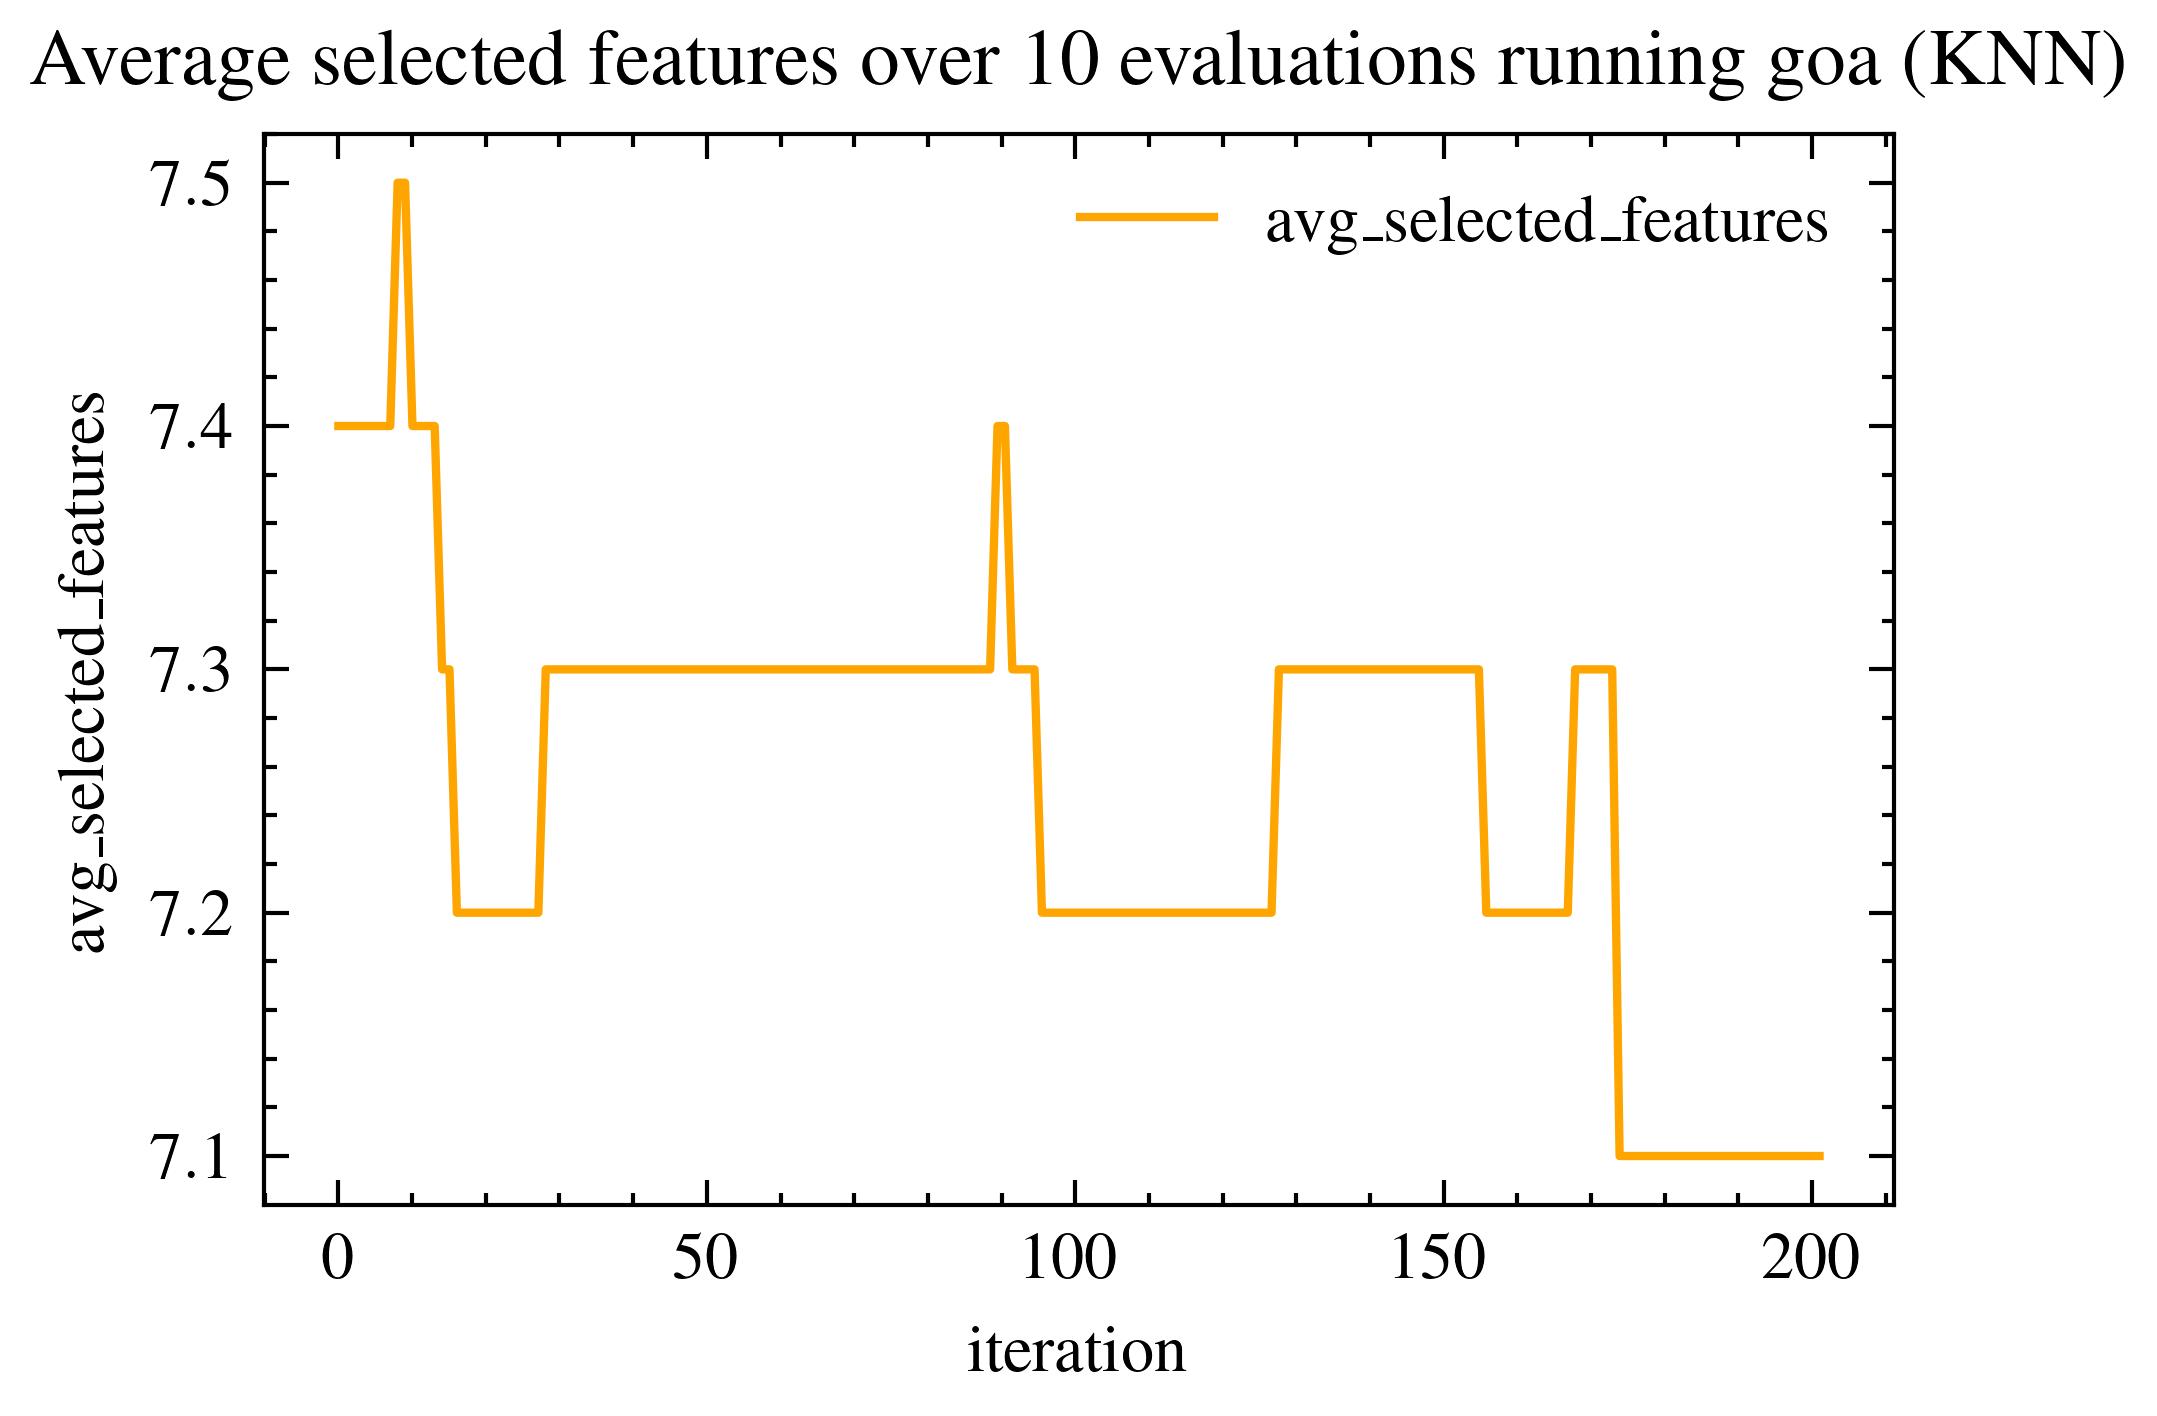 Average selected features over 10 evaluations running goa (KNN)
avg_selected_features
7.5
7.4
7.3
7.2
7.1
avg_selected_features
0 50 100 150 200
iteration